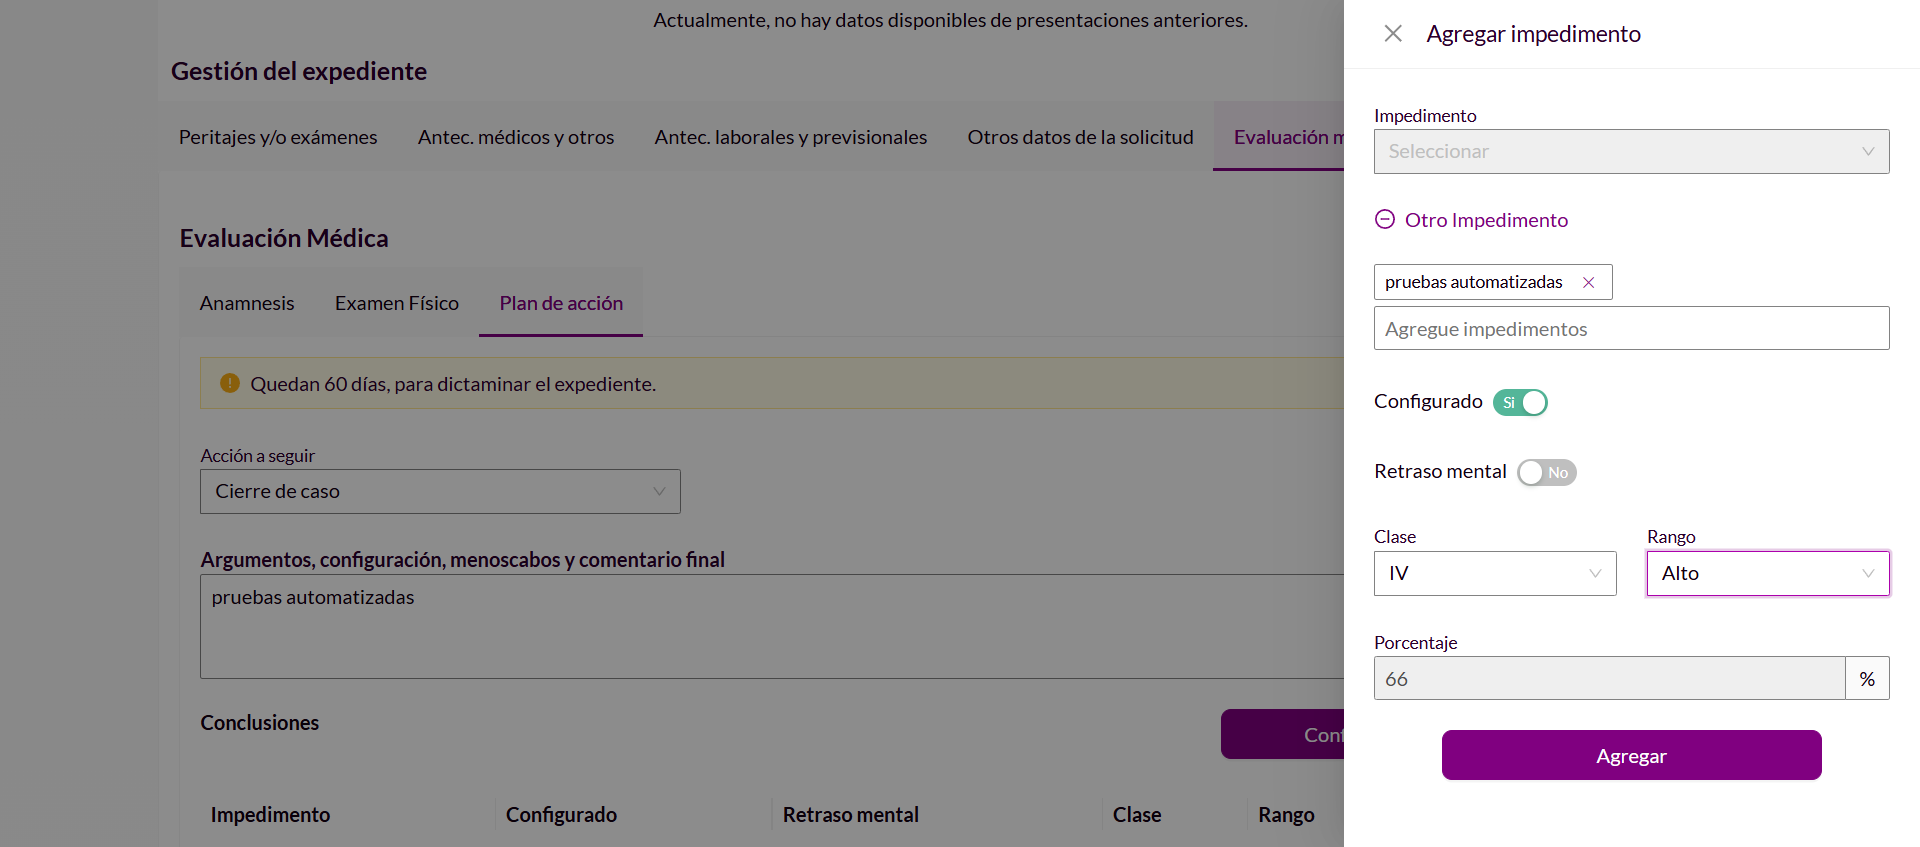 Actualmente, no hay datos disponibles de presentaciones anteriores.
Gestión del expediente
Peritajes y/o exámenes
Antec. médicos y otros
Antec. laborales y previsionales
Otros datos de la solicitud
Evaluación m
Evaluación Médica
Anamnesis
Examen Físico
Plan de acción
Quedan 60 días, para dictaminar el expediente.
Acción a seguir
Cierre de caso
Argumentos, configuración, menoscabos y comentario final
pruebas automatizadas
Conclusiones
Conf
Impedimento
Configurado
Retraso mental
Clase
Rango
Agregar impedimento
Impedimento
Seleccionar
Otro Impedimento
pruebas automatizadas
Agregue impedimentos
Configurado
Si
Retraso mental
No
Clase
Rango
IV
Alto
Porcentaje
66
%
Agregar